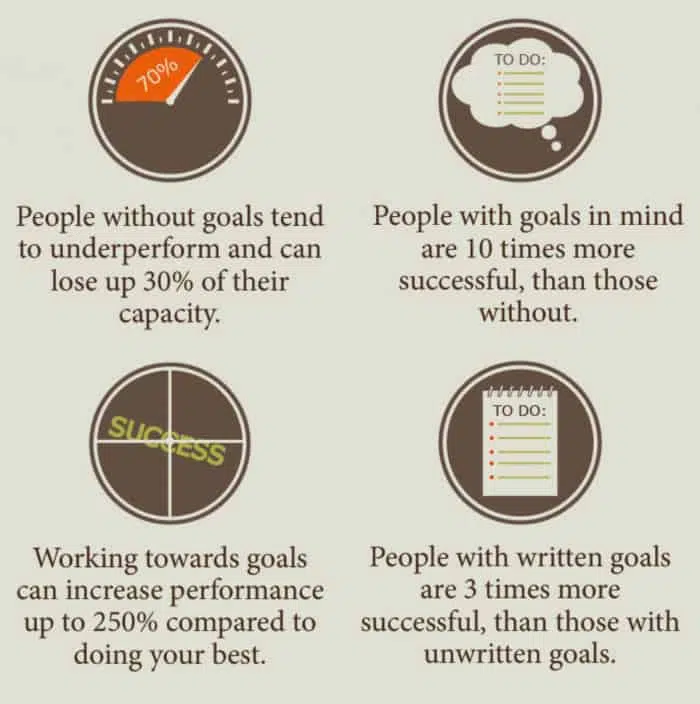 70%
People without goals tend
to underperform and can
lose up 30% of their
capacity.
TO DO:
People with goals in mind
are 10 times more
successful, than those
without.
SUCCESS
Working towards goals
can increase performance
up to 250% compared to
doing your best.
TO DO:
People with written goals
are 3 times more
successful, than those with
unwritten goals.